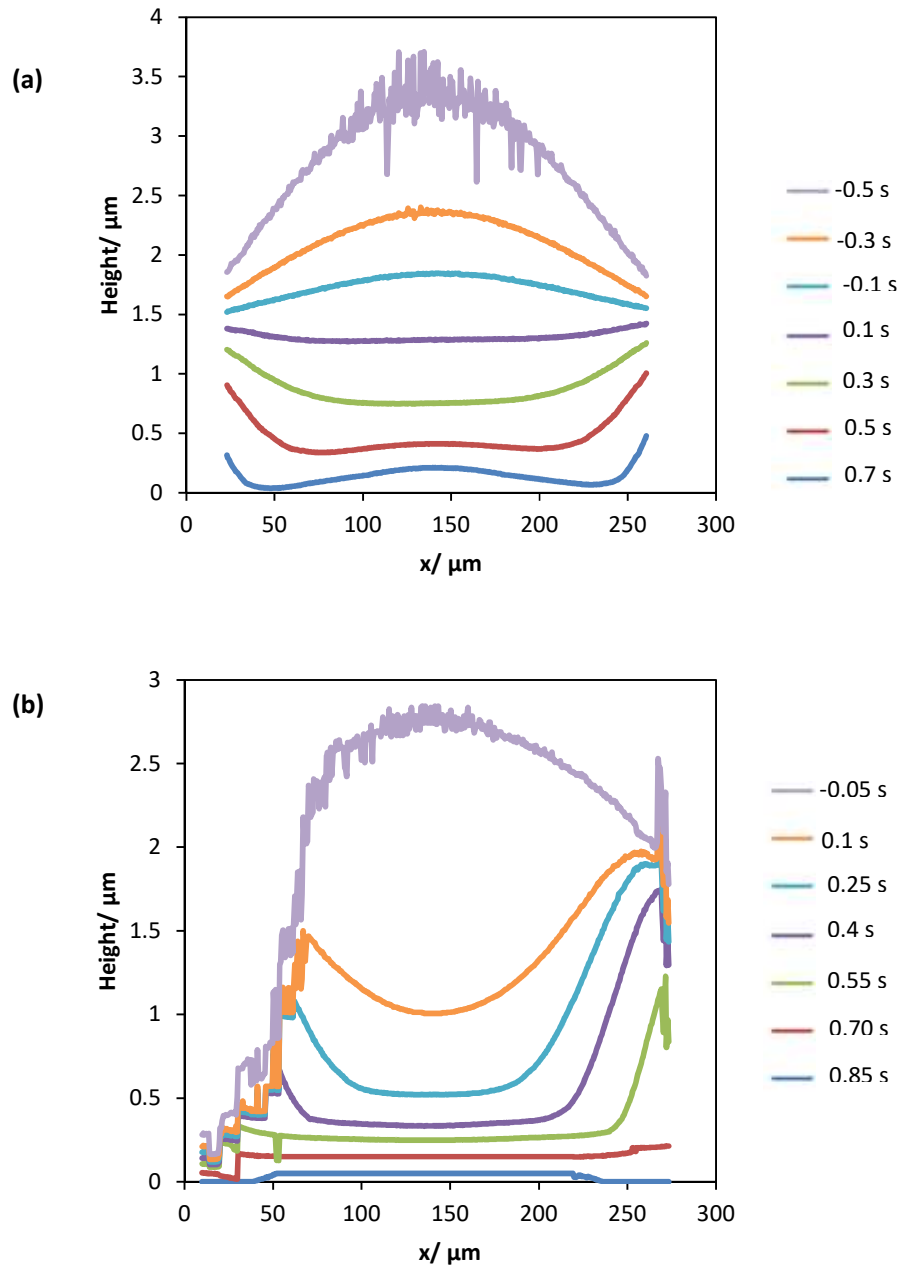 (a)
4
3.5
3
2.5
2
1.5
1
0.5
0
Height/ µm
0 50 100 150 200 250 300
x/ µm
-0.5 s
-0.3 s
-0.1 s
0.1 s
0.3 s
0.5 s
0.7 s
(b)
3
2.5
2
1.5
1
0.5
0
Height/ µm
0 50 100 150 200 250 300
x/ µm
-0.05 s
0.1 s
0.25 s
0.4 s
0.55 s
0.70 s
0.85 s